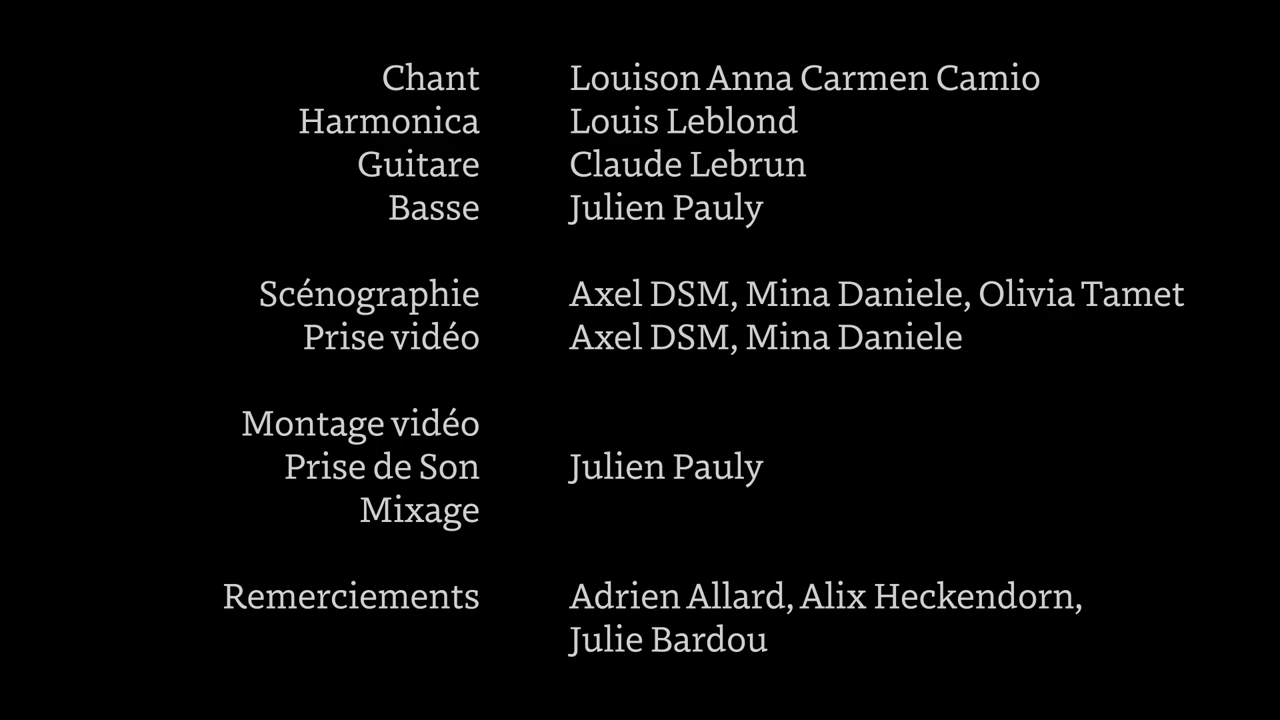 Chant Louison Anna Carmen Camio
Harmonica Louis Leblond
Guitare Claude Lebrun
Basse Julien Pauly
Scénographie Axel DSM, Mina Daniele, Olivia Tamet
Prise vidéo Axel DSM, Mina Daniele
Montage vidéo
Prise de Son Julien Pauly
Mixage
Remerciements Adrien Allard, Alix Heckendorn,
Julie Bardou